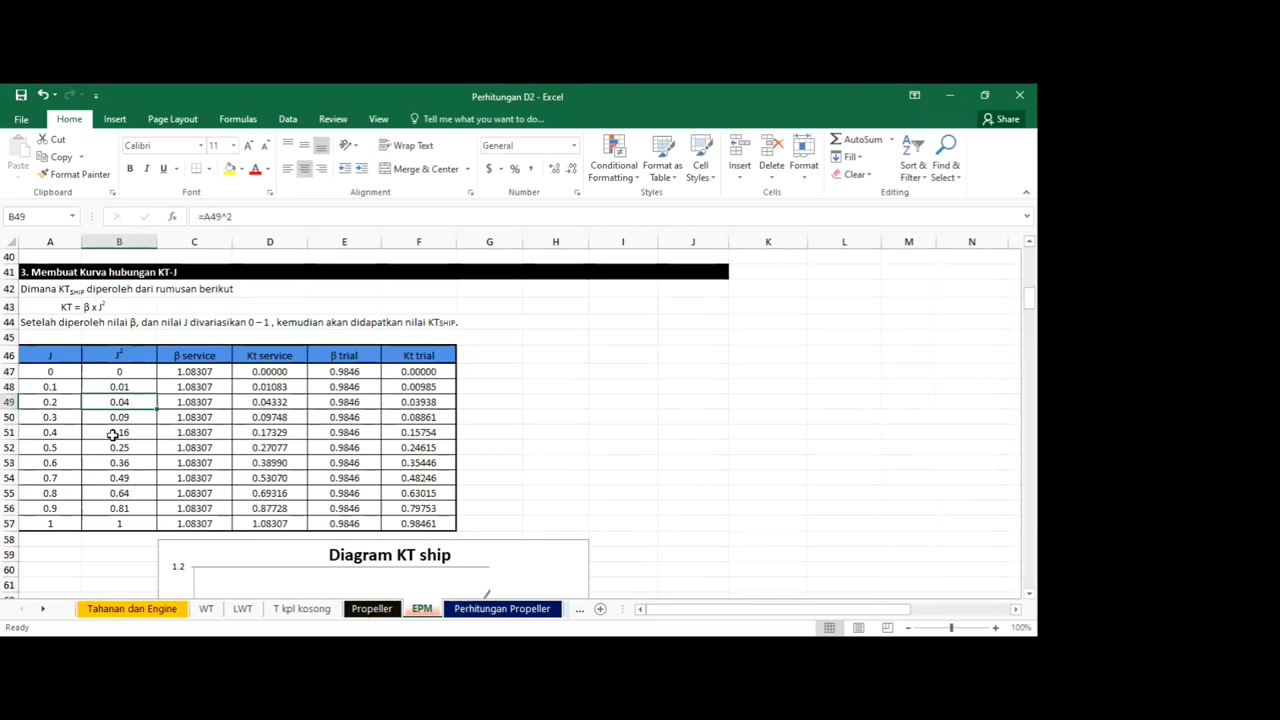 Perhitungan D2 - Excel
File Home Insert Page Layout Formulas Data Review View Tell me what you want to do... Share
Cut
Copy
Format Painter
Paste
Clipboard
Calibri 11
B I U
Font
Wrap Text
Merge & Center
Alignment
General
$ % ,
Number
Conditional Formatting
Format as Table
Cell Styles
Styles
Insert Delete Format
Cells
AutoSum
Fill
Clear
Sort & Filter
Find & Select
Editing
B49 fx =A49^2
A B C D E F G H I J K L M N
40
41 3. Membuat Kurva hubungan KT-J
42 Dimana KTSHIP diperoleh dari rumusan berikut
43 KT = β x J²
44 Setelah diperoleh nilai β, dan nilai J divariasikan 0 – 1 , kemudian akan didapatkan nilai KTSHIP.
45
46 J J² β service Kt service β trial Kt trial
47 0 0 1.08307 0.00000 0.9846 0.00000
48 0.1 0.01 1.08307 0.01083 0.9846 0.00985
49 0.2 0.04 1.08307 0.04332 0.9846 0.03938
50 0.3 0.09 1.08307 0.09748 0.9846 0.08861
51 0.4 16 1.08307 0.17329 0.9846 0.15754
52 0.5 0.25 1.08307 0.27077 0.9846 0.24615
53 0.6 0.36 1.08307 0.38990 0.9846 0.35446
54 0.7 0.49 1.08307 0.53070 0.9846 0.48246
55 0.8 0.64 1.08307 0.69316 0.9846 0.63015
56 0.9 0.81 1.08307 0.87728 0.9846 0.79753
57 1 1 1.08307 1.08307 0.9846 0.98461
58
59 Diagram KT ship
60 1.2
61
Tahanan dan Engine WT LWT T kpl kosong Propeller EPM Perhitungan Propeller ...
Ready 100%